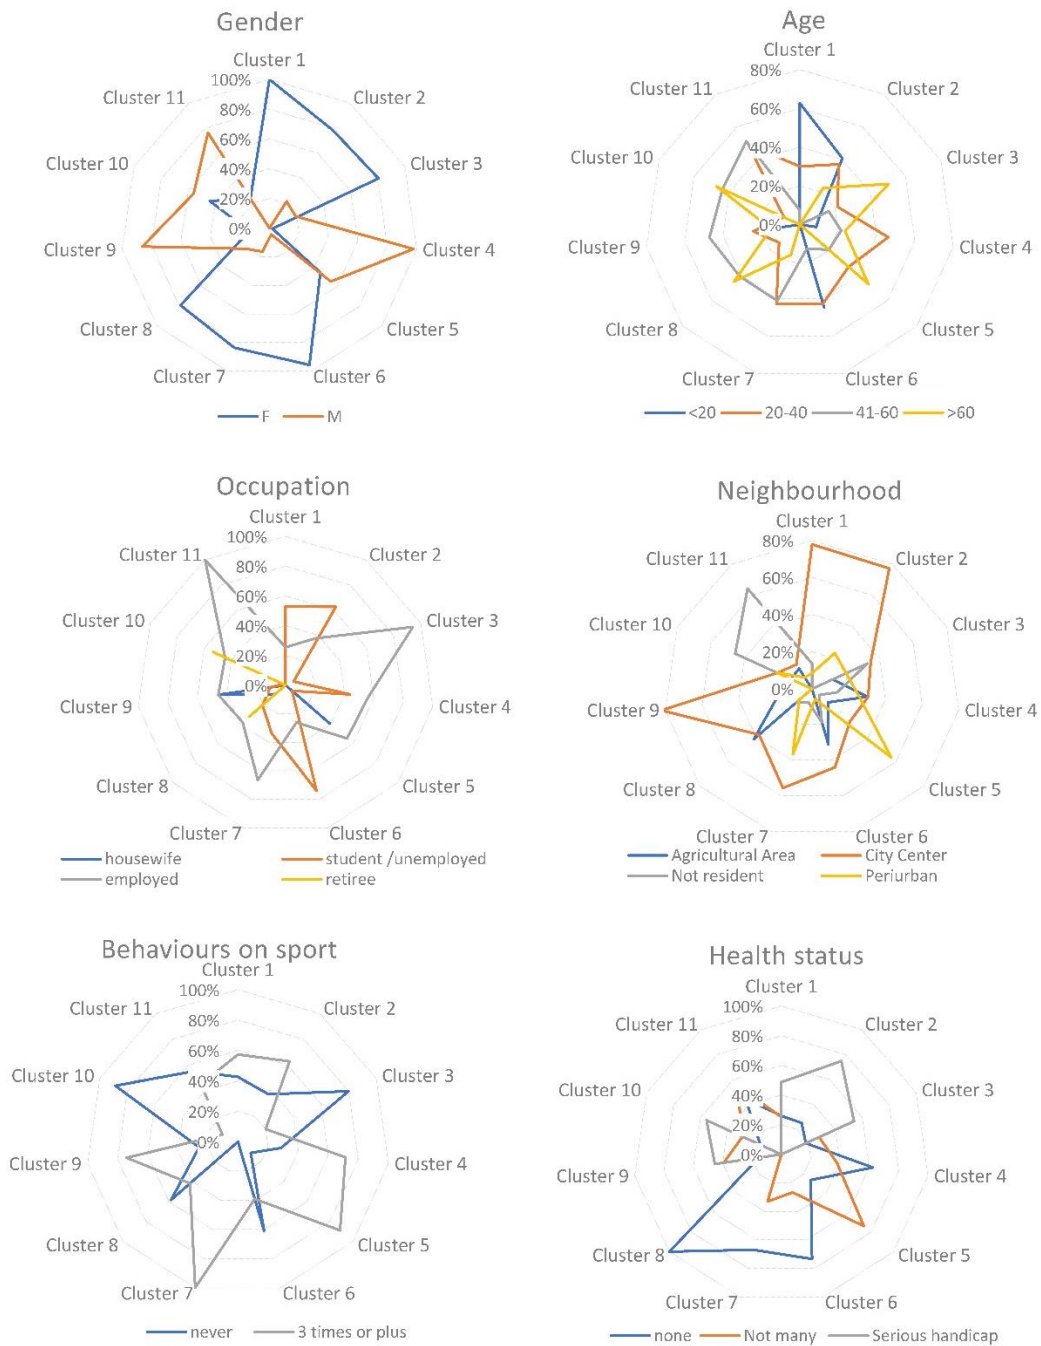 Gender
Cluster 1
100%
Cluster 11
Cluster 2
80%
60%
Cluster 10
Cluster 3
40%
20%
0%
Cluster 9
Cluster 4
Cluster 8
Cluster 5
Cluster 7
Cluster 6
F M
Age
Cluster 1
80%
Cluster 11
Cluster 2
60%
Cluster 10
40%
Cluster 3
20%
0%
Cluster 9
Cluster 4
Cluster 8
Cluster 5
Cluster 7
Cluster 6
<20 20-40 41-60 >60
Occupation
Cluster 1
100%
Cluster 11
Cluster 2
80%
60%
Cluster 10
Cluster 3
40%
20%
0%
Cluster 9
Cluster 4
Cluster 8
Cluster 5
Cluster 7
Cluster 6
housewife student /unemployed
employed retiree
Neighbourhood
Cluster 1
80%
Cluster 11
Cluster 2
60%
Cluster 10
40%
Cluster 3
20%
0%
Cluster 9
Cluster 4
Cluster 8
Cluster 5
Cluster 7
Cluster 6
Agricultural Area City Center
Not resident Periurban
Behaviours on sport
Cluster 1
100%
Cluster 11
Cluster 2
80%
60%
Cluster 10
Cluster 3
40%
20%
0%
Cluster 9
Cluster 4
Cluster 8
Cluster 5
Cluster 7
Cluster 6
never 3 times or plus
Health status
Cluster 1
100%
Cluster 11
Cluster 2
80%
60%
Cluster 10
Cluster 3
40%
20%
0%
Cluster 9
Cluster 4
Cluster 8
Cluster 5
Cluster 7
Cluster 6
none Not many Serious handicap